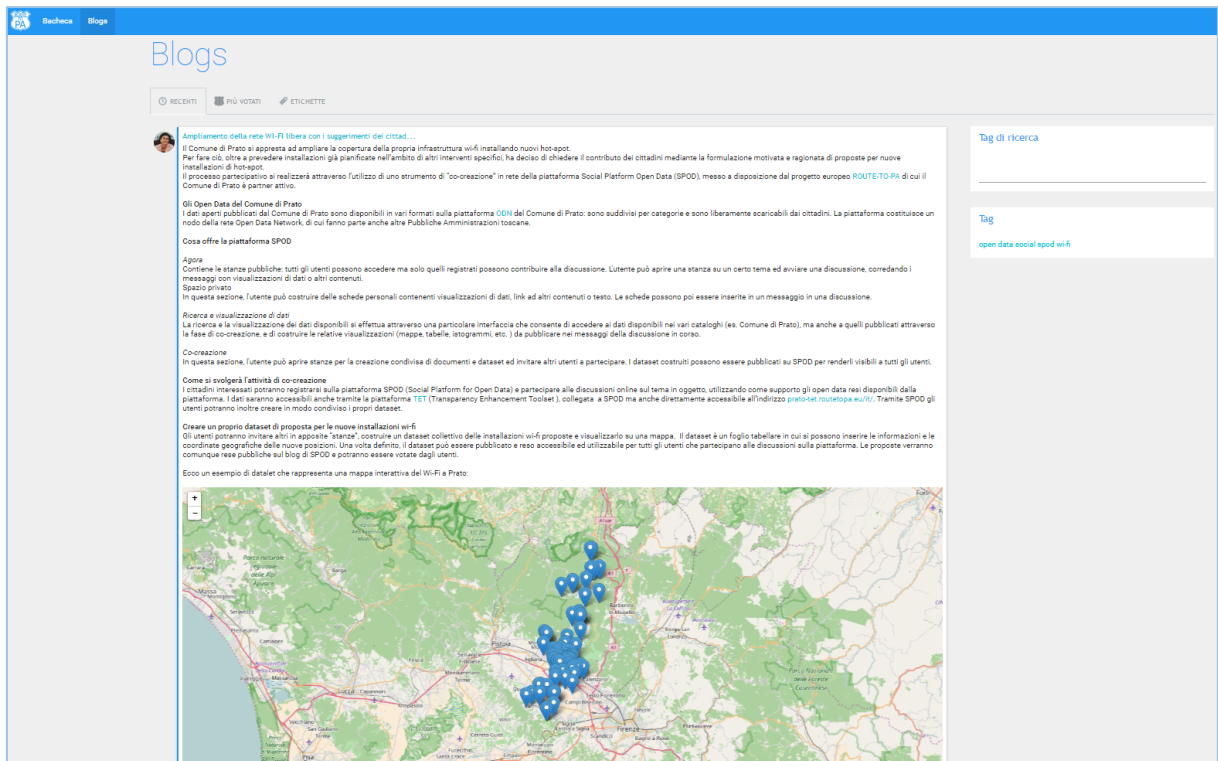 PA
Bacheca
Blogs
Blogs
RECENTI
PIÙ VOTATI
ETICHETTE
Ampliamento della rete WI-FI libera con i suggerimenti dei cittad...
Il Comune di Prato si appresta ad ampliare la copertura della propria infrastruttura wi-fi installando nuovi hot-spot.
Per fare ciò, oltre a prevedere installazioni già pianificate nell'ambito di altri interventi specifici, ha deciso di chiedere il contributo dei cittadini mediante la formulazione motivata e ragionata di proposte per nuove
installazioni di hot-spot.
Il processo partecipativo si realizzerà attraverso l'utilizzo di uno strumento di "co-creazione" in rete della piattaforma Social Platform Open Data (SPOD), messo a disposizione dal progetto europeo ROUTE-TO-PA di cui il
Comune di Prato è partner attivo.
Gli Open Data del Comune di Prato
I dati aperti pubblicati dal Comune di Prato sono disponibili in vari formati sulla piattaforma ODN del Comune di Prato: sono suddivisi per categorie e sono liberamente scaricabili dai cittadini. La piattaforma costituisce un
nodo della rete Open Data Network, di cui fanno parte anche altre Pubbliche Amministrazioni toscane.
Cosa offre la piattaforma SPOD
Agora
Contiene le stanze pubbliche: tutti gli utenti possono accedere ma solo quelli registrati possono contribuire alla discussione. L'utente può aprire una stanza su un certo tema ed avviare una discussione, corredando i
messaggi con visualizzazioni di dati o altri contenuti.
Spazio privato
In questa sezione, l'utente può costruire delle schede personali contenenti visualizzazioni di dati, link ad altri contenuti o testo. Le schede possono poi essere inserite in un messaggio in una discussione.
Ricerca e visualizzazione di dati
La ricerca e la visualizzazione dei dati disponibili si effettua attraverso una particolare interfaccia che consente di accedere ai dati disponibili nei vari cataloghi (es. Comune di Prato), ma anche a quelli pubblicati attraverso
la fase di co-creazione, e di costruire le relative visualizzazioni (mappe, tabelle, istogrammi, etc. ) da pubblicare nei messaggi della discussione in corso.
Co-creazione
In questa sezione, l'utente può aprire stanze per la creazione condivisa di documenti e dataset ed invitare altri utenti a partecipare. I dataset costruiti possono essere pubblicati su SPOD per renderli visibili a tutti gli utenti.
Come si svolgerà l'attività di co-creazione
I cittadini interessati potranno registrarsi sulla piattaforma SPOD (Social Platform for Open Data) e partecipare alle discussioni online sul tema in oggetto, utilizzando come supporto gli open data resi disponibili dalla
piattaforma. I dati saranno accessibili anche tramite la piattaforma TET (Transparency Enhancement Toolset ), collegata a SPOD ma anche direttamente accessibile all'indirizzo prato-tet.routetopa.eu/it/. Tramite SPOD gli
utenti potranno inoltre creare in modo condiviso i propri dataset.
Creare un proprio dataset di proposta per le nuove installazioni wi-fi
Gli utenti potranno invitare altri in apposite "stanze", costruire un dataset collettivo delle installazioni wi-fi proposte e visualizzarlo su una mappa. Il dataset è un foglio tabellare in cui si possono inserire le informazioni e le
coordinate geografiche delle nuove posizioni. Una volta definito, il dataset può essere pubblicato e reso accessibile ed utilizzabile per tutti gli utenti che partecipano alle discussioni sulla piattaforma. Le proposte verranno
comunque rese pubbliche sul blog di SPOD e potranno essere votate dagli utenti.
Ecco un esempio di datalet che rappresenta una mappa interattiva del Wi-Fi a Prato:
+
−
Massa
Pistoia
Lucca
Capannori
Firenze
Scandicci
Pisa
Tag di ricerca
Tag
open data social spod wi-fi